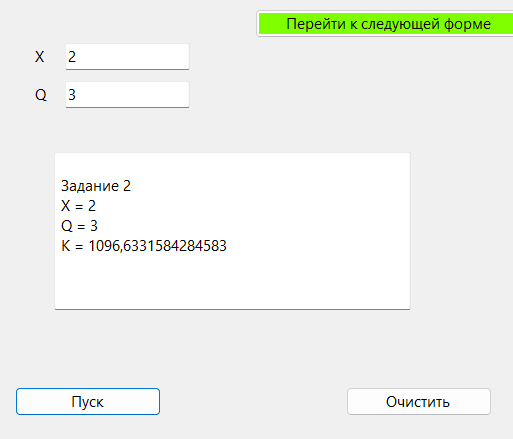 Перейти к следующей форме
X 2
Q 3
Задание 2
X = 2
Q = 3
K = 1096,6331584284583
Пуск Очистить